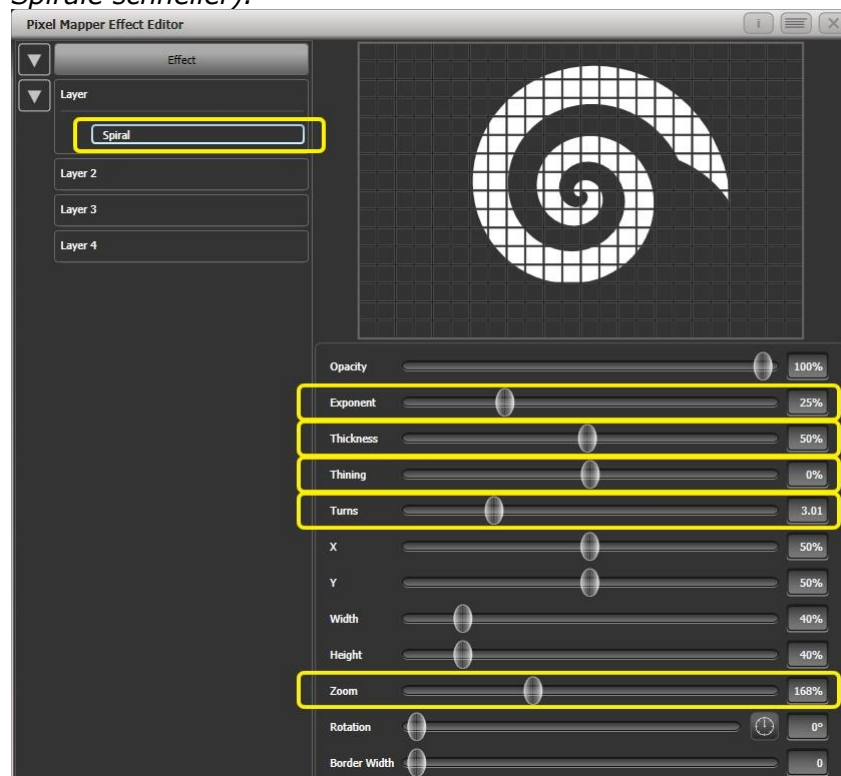 Spirale schneller).
Pixel Mapper Effect Editor
i
Effect
Layer
Spiral
Layer 2
Layer 3
Layer 4
Opacity 100%
Exponent 25%
Thickness 50%
Thining 0%
Turns 3.01
X 50%
Y 50%
Width 40%
Height 40%
Zoom 168%
Rotation 0°
Border Width 0